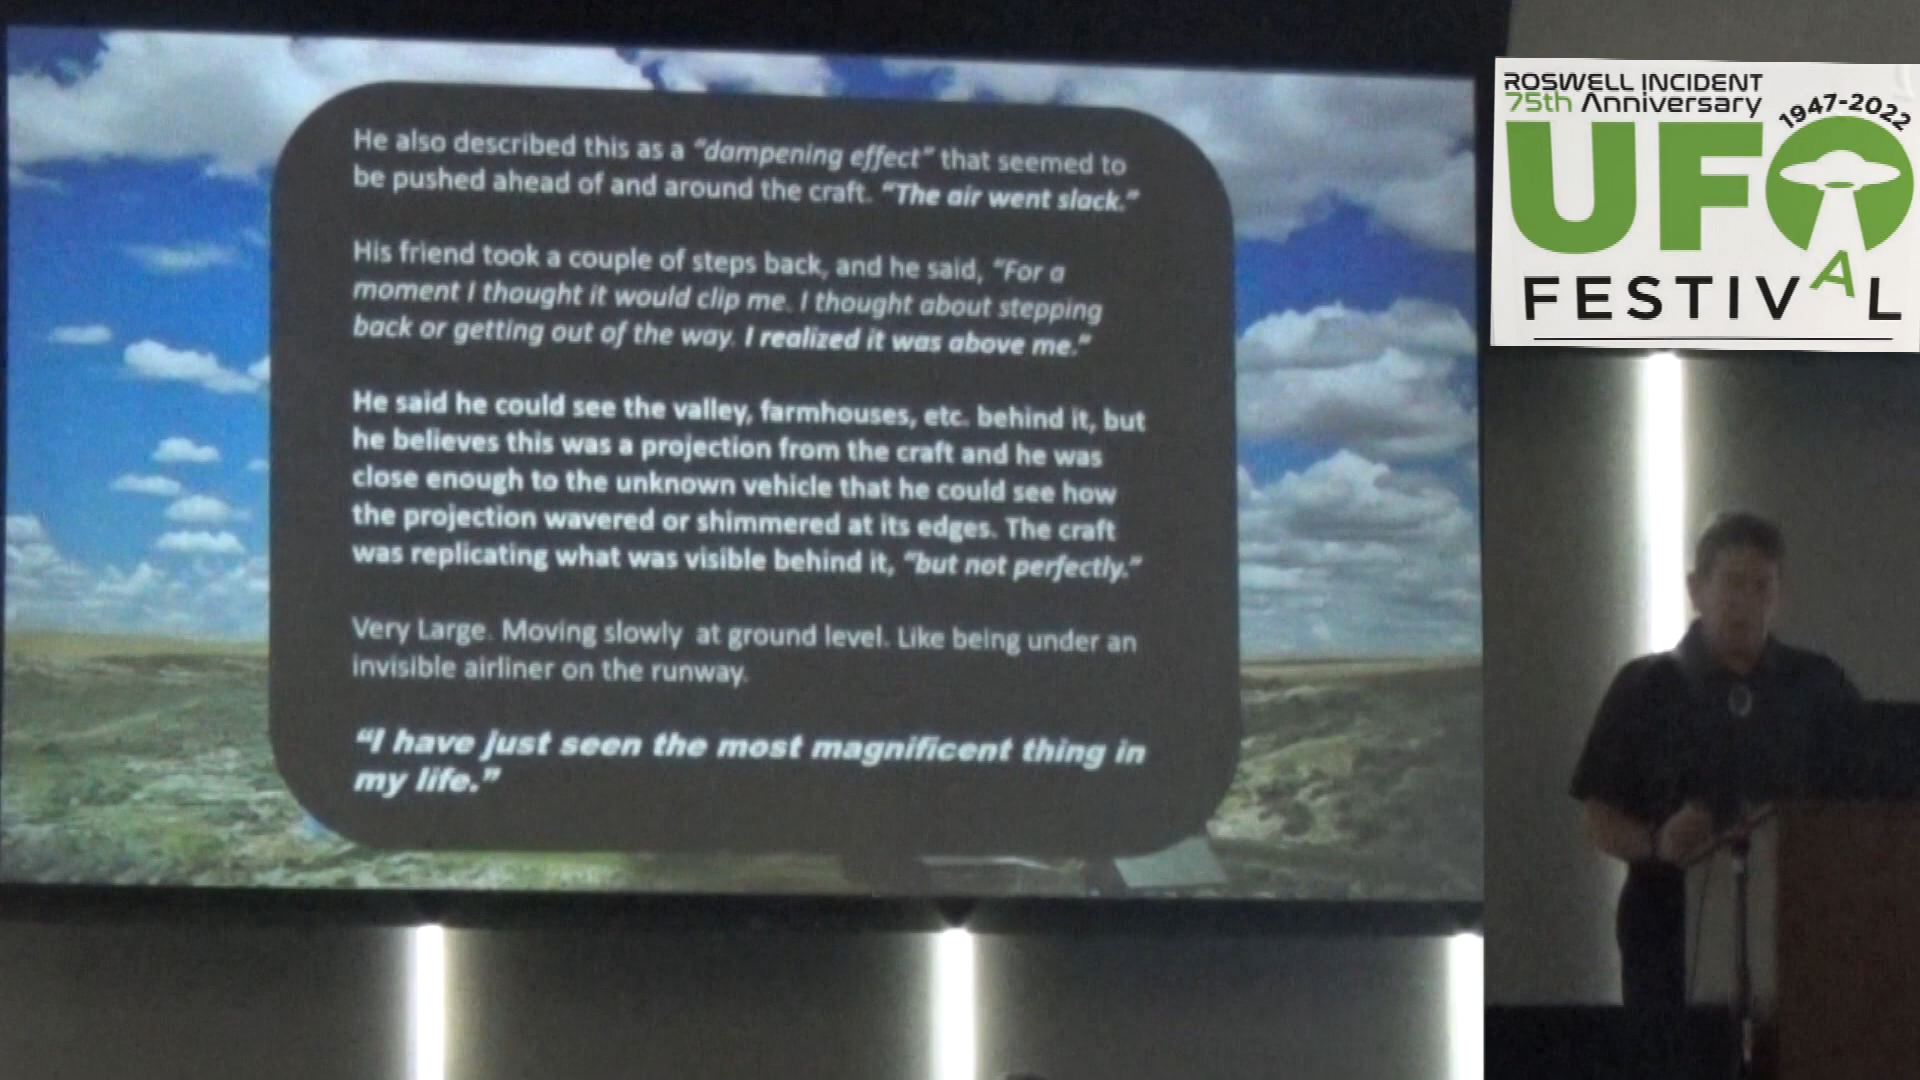 He also described this as a “dampening effect” that seemed to
be pushed ahead of and around the craft. “The air went slack.”
His friend took a couple of steps back, and he said, “For a
moment I thought it would clip me. I thought about stepping
back or getting out of the way. I realized it was above me.”
He said he could see the valley, farmhouses, etc. behind it, but
he believes this was a projection from the craft and he was
close enough to the unknown vehicle that he could see how
the projection wavered or shimmered at its edges. The craft
was replicating what was visible behind it, “but not perfectly.”
Very Large. Moving slowly at ground level. Like being under an
invisible airliner on the runway.
“I have just seen the most magnificent thing in
my life.”
ROSWELL INCIDENT
75th Anniversary
1947-2022
UFO
FESTIVAL